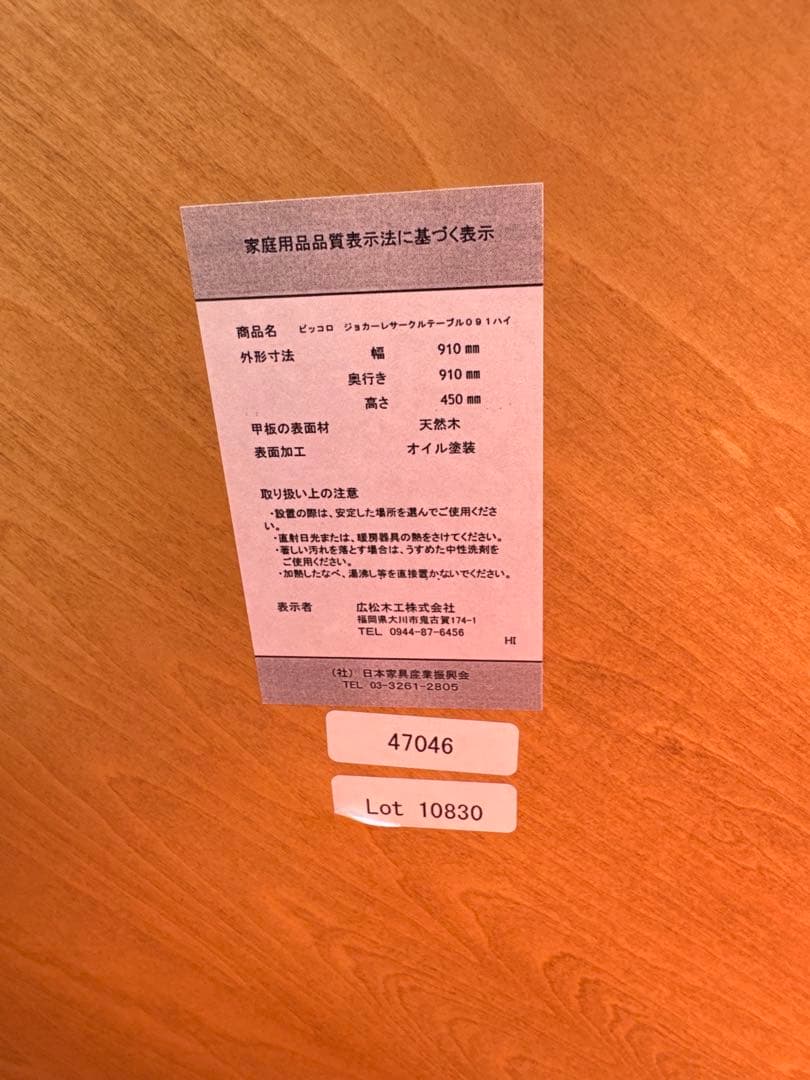 家庭用品品質表示法に基づく表示
商品名 ピッコロ ジョカーレサークルテーブル091ハイ
外形寸法 幅 910㎜
奥行き 910㎜
高さ 450㎜
甲板の表面材 天然木
表面加工 オイル塗装
取り扱い上の注意
・設置の際は、安定した場所を選んでご使用くださ
い。
・直射日光または、暖房器具の熱をさけてください。
・著しい汚れを落とす場合は、うすめた中性洗剤を
ご使用ください。
・加熱したなべ、湯沸し等を直接置かないでください。
表示者 広松木工株式会社
福岡県大川市鬼古賀174-1
TEL 0944-87-6456
HI
（社）日本家具産業振興会
TEL 03-3261-2805
47046
Lot 10830